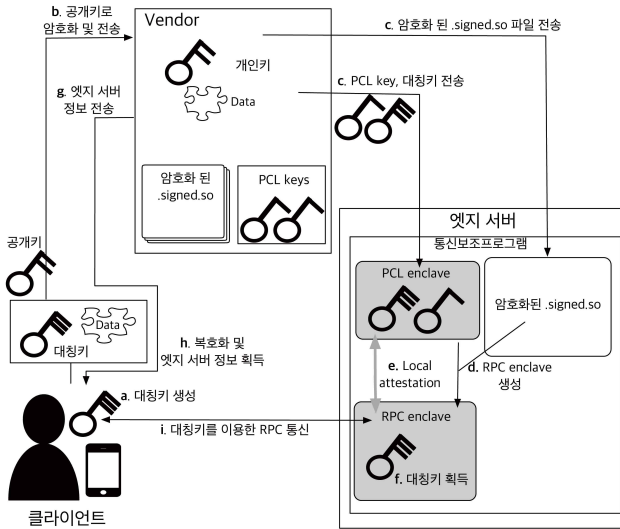 b. 공개키로
암호화 및 전송
Vendor
개인키
Data
c. 암호화 된 .signed.so 파일 전송
c. PCL key, 대칭키 전송
g. 엣지 서버
정보 전송
암호화 된
.signed.so
PCL keys
엣지 서버
통신보조프로그램
공개키
PCL enclave
암호화된 .signed.so
Data
대칭키
h. 복호화 및
엣지 서버 정보 획득
e. Local
attestation
d. RPC enclave
생성
a. 대칭키 생성
RPC enclave
i. 대칭키를 이용한 RPC 통신
f. 대칭키 획득
클라이언트